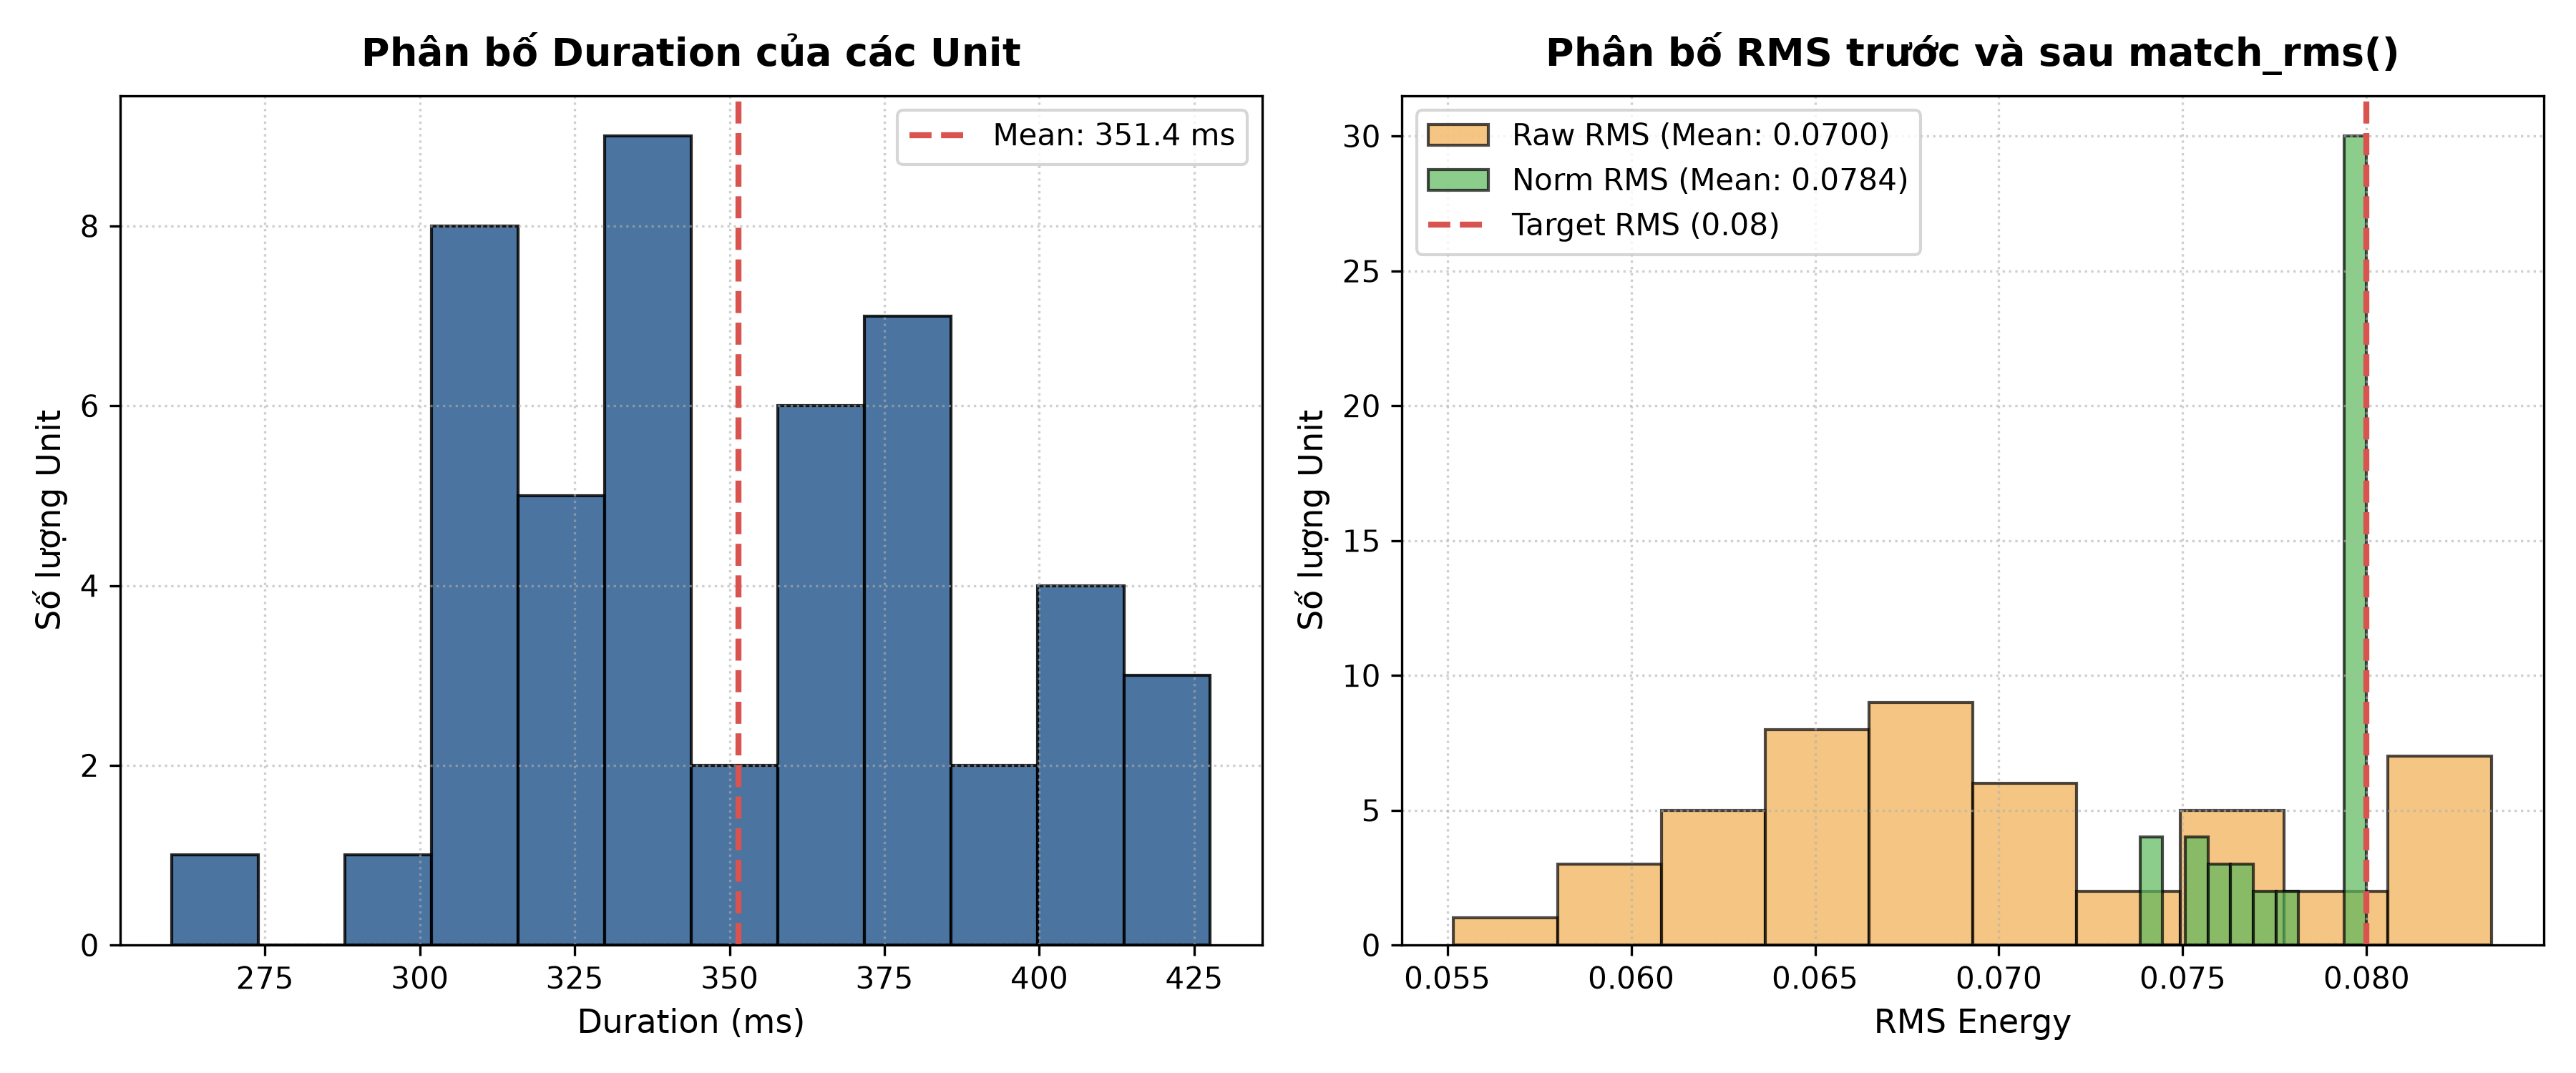 Phân bố Duration của các Unit
Mean: 351.4 ms
Số lượng Unit
8
6
4
2
0
275 300 325 350 375 400 425
Duration (ms)
Phân bố RMS trước và sau match_rms()
Raw RMS (Mean: 0.0700)
Norm RMS (Mean: 0.0784)
Target RMS (0.08)
Số lượng Unit
30
25
20
15
10
5
0
0.055 0.060 0.065 0.070 0.075 0.080
RMS Energy